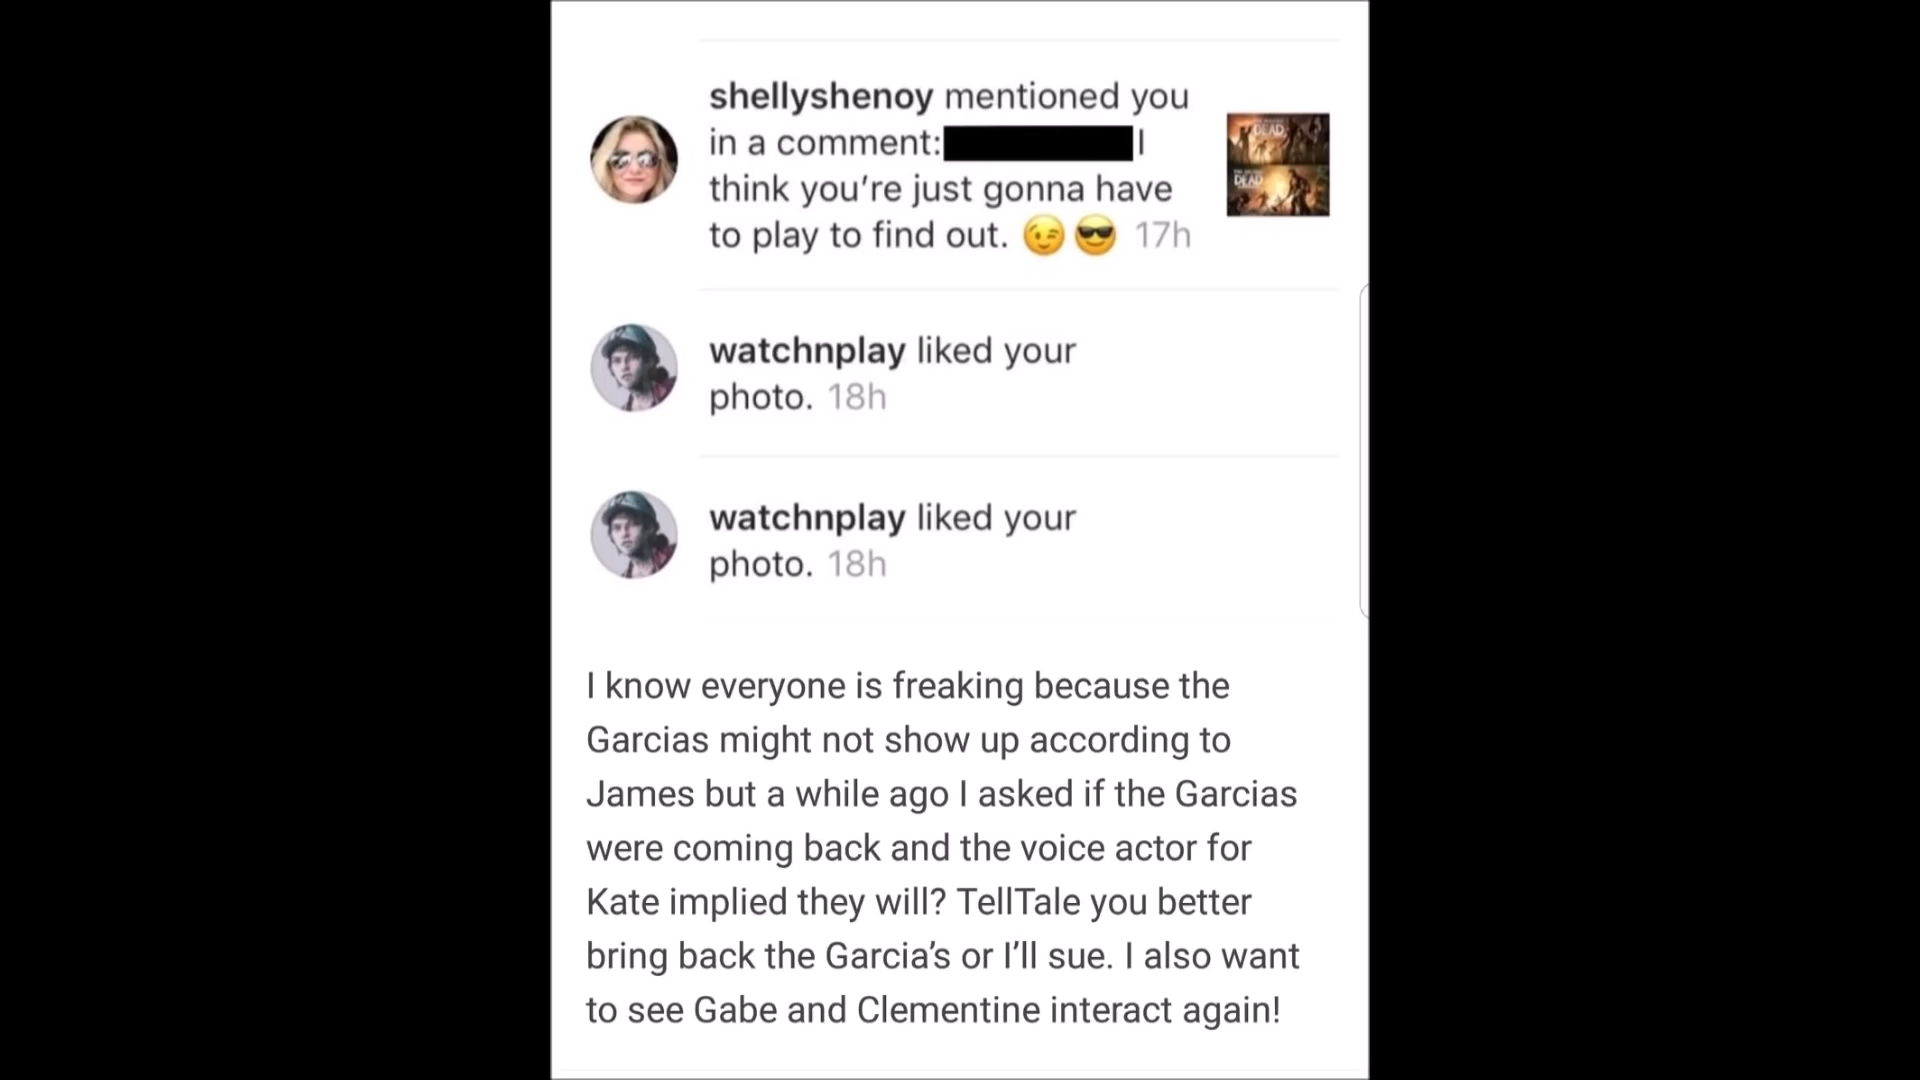 shellyshenoy mentioned you
in a comment: I
think you're just gonna have
to play to find out. 😉😎 17h
DEAD
DEAD
watchnplay liked your
photo. 18h
watchnplay liked your
photo. 18h
I know everyone is freaking because the
Garcias might not show up according to
James but a while ago I asked if the Garcias
were coming back and the voice actor for
Kate implied they will? TellTale you better
bring back the Garcia’s or I’ll sue. I also want
to see Gabe and Clementine interact again!